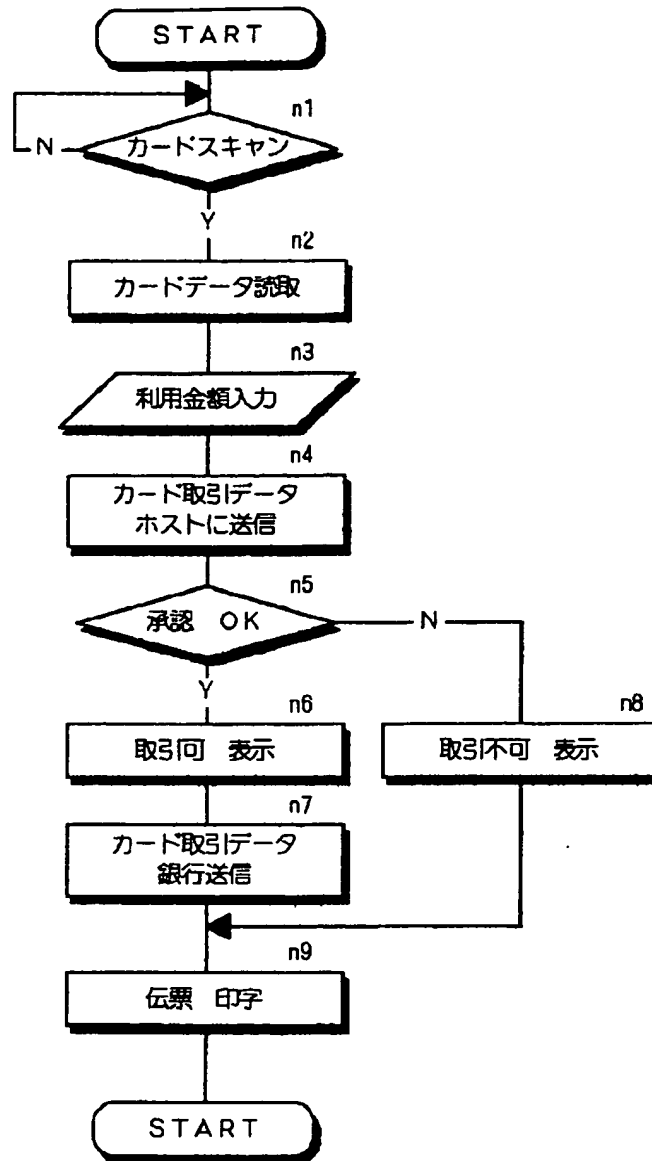 START
n1
カードスキャン
N
Y
n2
カードデータ読取
n3
利用金額入力
n4
カード取引データ
ホストに送信
n5
承認 OK
N
Y
n6
取引可 表示
n8
取引不可 表示
n7
カード取引データ
銀行送信
n9
伝票 印字
START